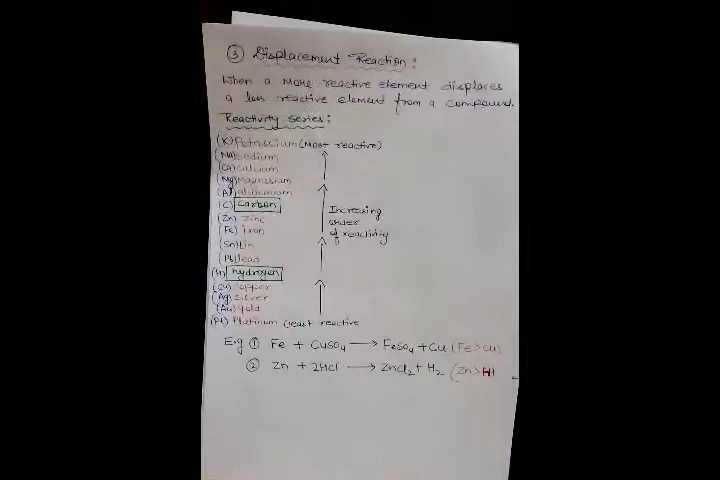 ③ Displacement Reaction:
When a More reactive element displaces
a less reactive element from a compound.
Reactivity series:
(K) Potassium (Most reactive)
(Na) Sodium
(Ca) Calcium
(Mg) Magnesium
(Al)
(C) Carbon
(Zn) Zinc
(Fe) iron
(Sn) tin
(Pb) lead
(H) hydrogen
(Cu) copper
(Ag) silver
(Au) gold
(Pt) Platinum (least reactive
Increasing
order
of reactivity
E.g ① Fe + CuSO4 → FeSO4 + Cu (Fe > Cu)
② Zn + 2HCl → ZnCl2 + H2 (Zn > H)